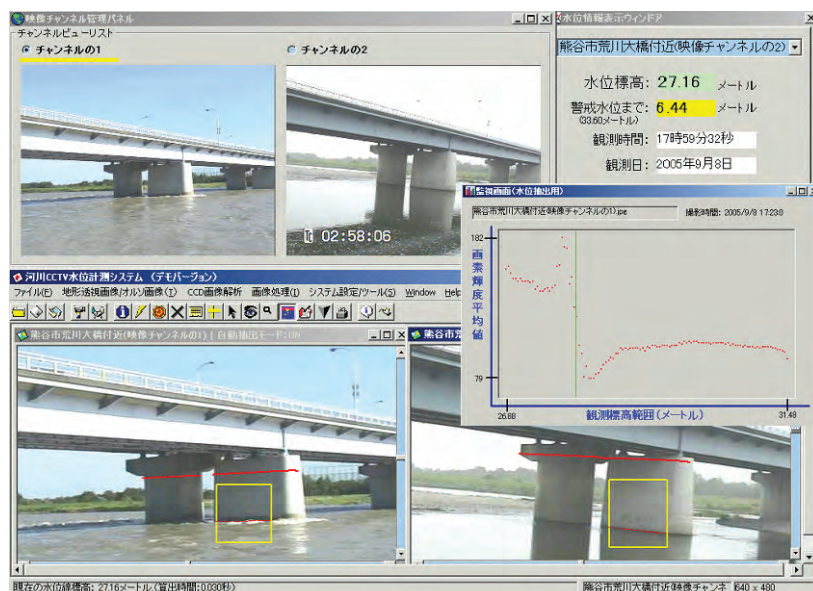 映像チャンネル管理パネル
チャンネルビューリスト
チャンネルの1
チャンネルの2
02:58:06
水位情報表示ウィンドア
熊谷市荒川大橋付近(映像チャンネルの2)
水位標高: 27.16 メートル
警戒水位まで: 6.44 メートル
(33.60メートル)
観測時間: 17時59分32秒
観測日: 2005年9月8日
監視画面(水位抽出用)
熊谷市荒川大橋付近(映像チャンネルの1).jpe
撮影時間: 2005/9/8 17:23:0
182
画素輝度平均値
79
26.88
観測標高範囲(メートル)
31.48
河川CCTV水位計測システム (デモバージョン)
ファイル(F) 地形透視画像/オルソ画像(T) CCD画像解析 画像処理(I) システム設定/ツール(S) Window Help
熊谷市荒川大橋付近(映像チャンネルの1) | 自動抽出モード:ON
熊谷市荒
現在の水位線標高: 27.16メートル(算出時間:0.030秒)
熊谷市荒川大橋付近(映像チャンネ
640 x 480